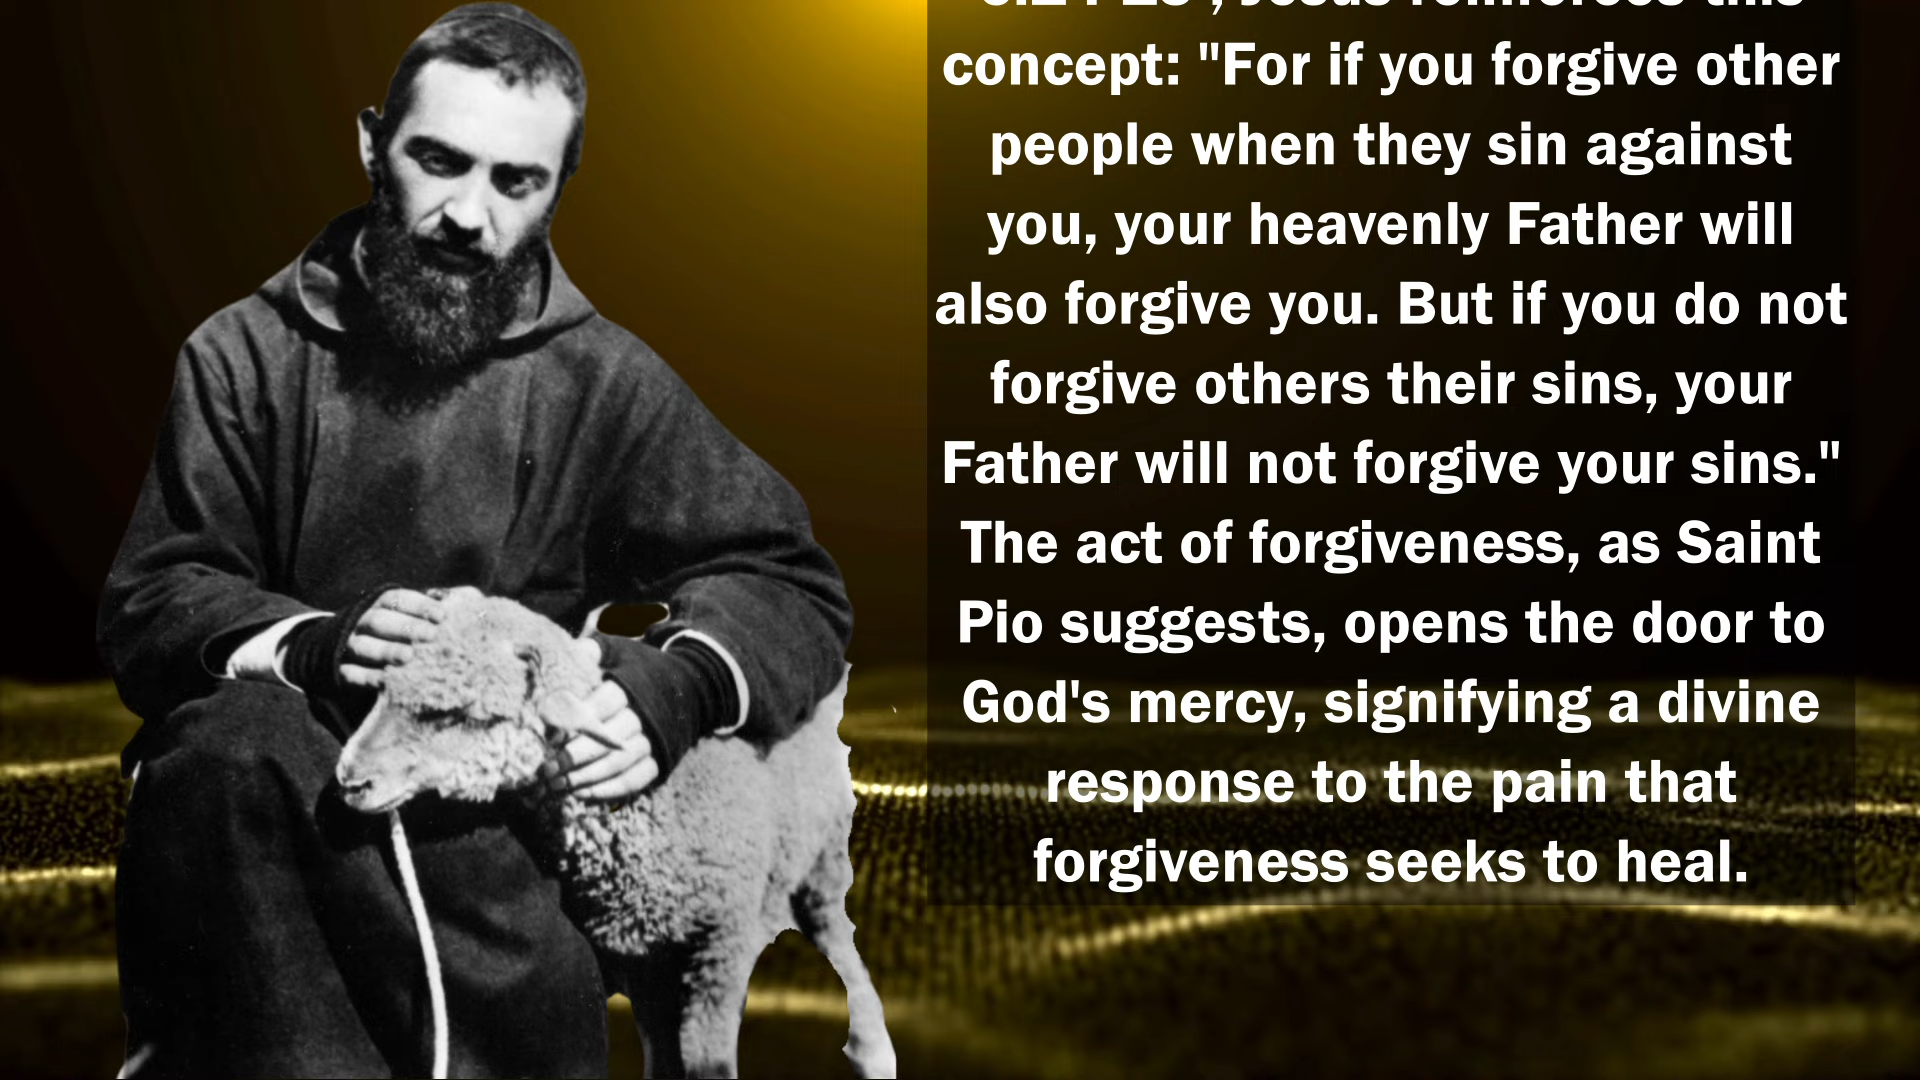 Jesus reinforces this
concept: "For if you forgive other
people when they sin against
you, your heavenly Father will
also forgive you. But if you do not
forgive others their sins, your
Father will not forgive your sins."
The act of forgiveness, as Saint
Pio suggests, opens the door to
God's mercy, signifying a divine
response to the pain that
forgiveness seeks to heal.